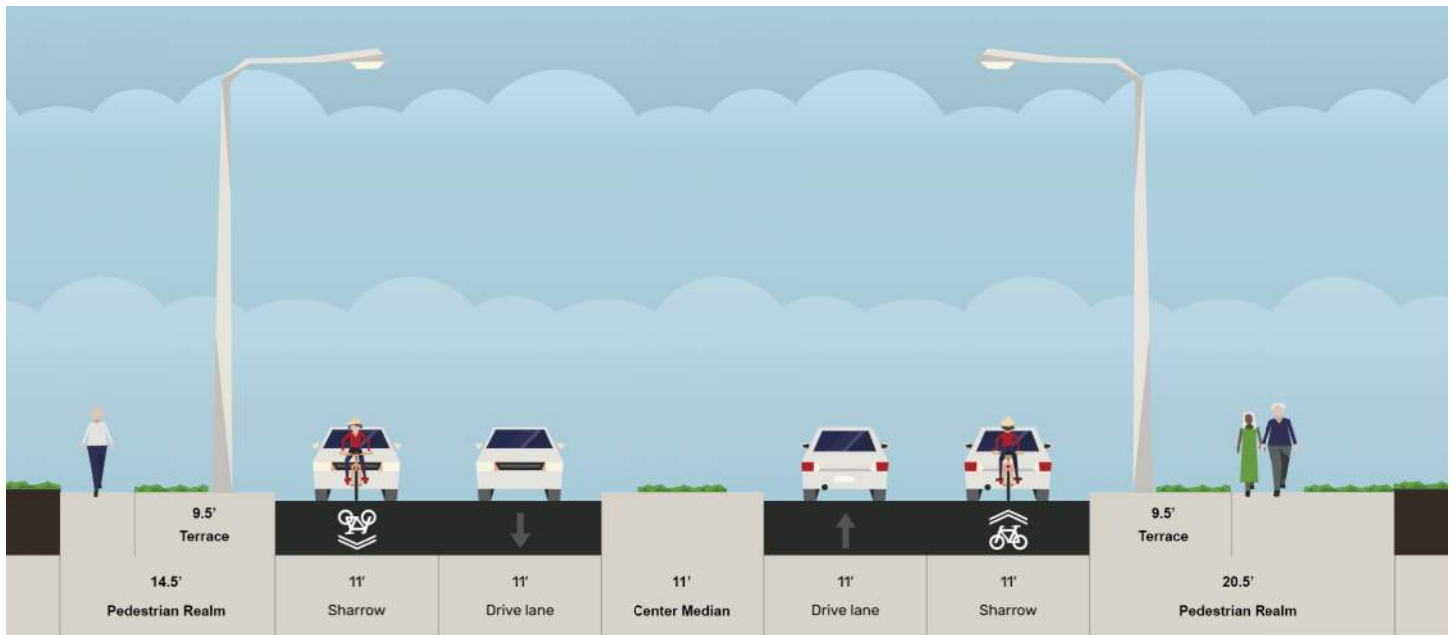 9.5’
Terrace
9.5’
Terrace
14.5’
Pedestrian Realm
11’
Sharrow
11’
Drive lane
11’
Center Median
11’
Drive lane
11’
Sharrow
20.5’
Pedestrian Realm